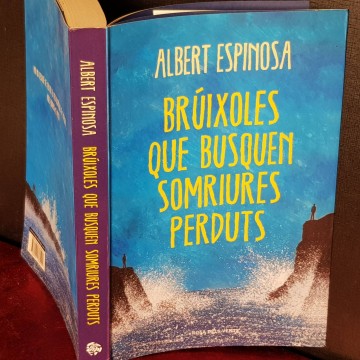 ALBERT ESPINOSA
BRÚIXOLES
QUE BUSQUEN
SOMRIURES
PERDUTS
ALBERT ESPINOSA BRÚIXOLES QUE BUSQUEN SOMRIURES PERDUTS